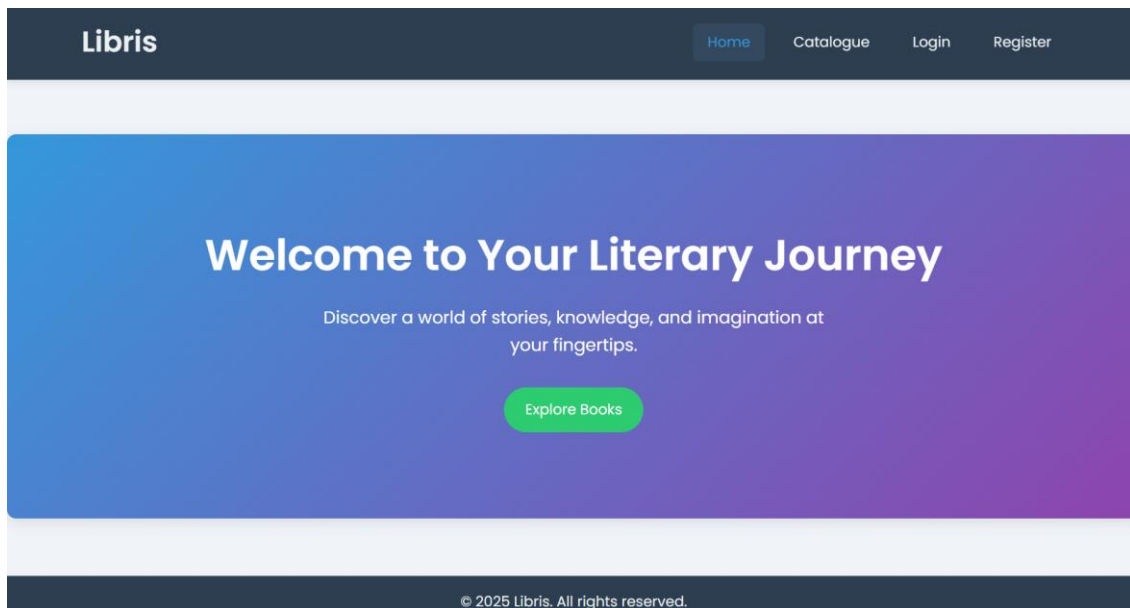 Libris
Home
Catalogue
Login
Register
Welcome to Your Literary Journey
Discover a world of stories, knowledge, and imagination at
your fingertips.
Explore Books
© 2025 Libris. All rights reserved.